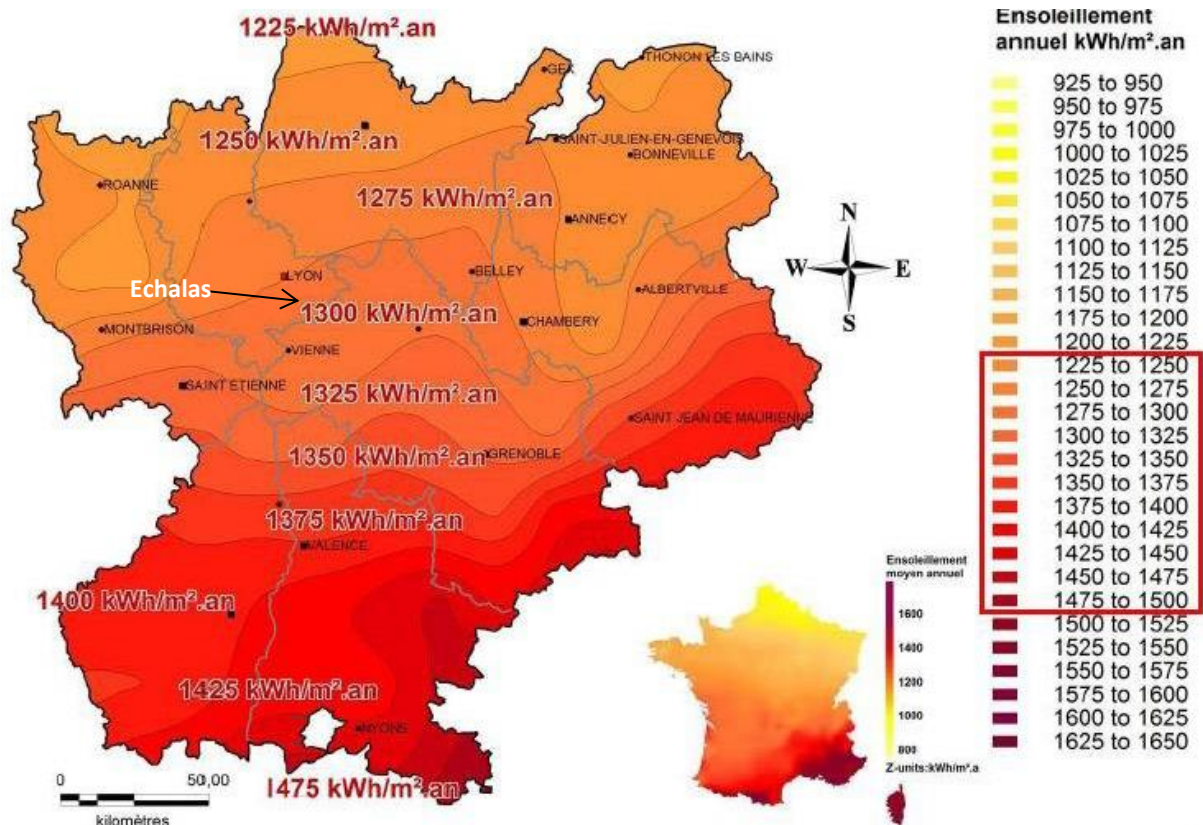 1225 kWh/m².an
THONON LES BAINS
GEX
1250 kWh/m².an
SAINT-JULIEN-EN-GENEVOIS
BONNEVILLE
ROANNE
1275 kWh/m².an
ANNECY
LYON
BELLEY
Echalas
ALBERTVILLE
1300 kWh/m².an
MONTBRISON
CHAMBERY
VIENNE
SAINT ETIENNE
1325 kWh/m².an
SAINT JEAN DE MAURIENNE
1350 kWh/m².an
GRENOBLE
1375 kWh/m².an
VALENCE
1400 kWh/m².an
1425 kWh/m².an
NYONS
1475 kWh/m².an
0 50,00
kilomètres
N
W E
S
Ensoleillement
moyen annuel
1600
1400
1200
1000
800
Z-units:kWh/m².a
Ensoleillement
annuel kWh/m².an
925 to 950
950 to 975
975 to 1000
1000 to 1025
1025 to 1050
1050 to 1075
1075 to 1100
1100 to 1125
1125 to 1150
1150 to 1175
1175 to 1200
1200 to 1225
1225 to 1250
1250 to 1275
1275 to 1300
1300 to 1325
1325 to 1350
1350 to 1375
1375 to 1400
1400 to 1425
1425 to 1450
1450 to 1475
1475 to 1500
1500 to 1525
1525 to 1550
1550 to 1575
1575 to 1600
1600 to 1625
1625 to 1650